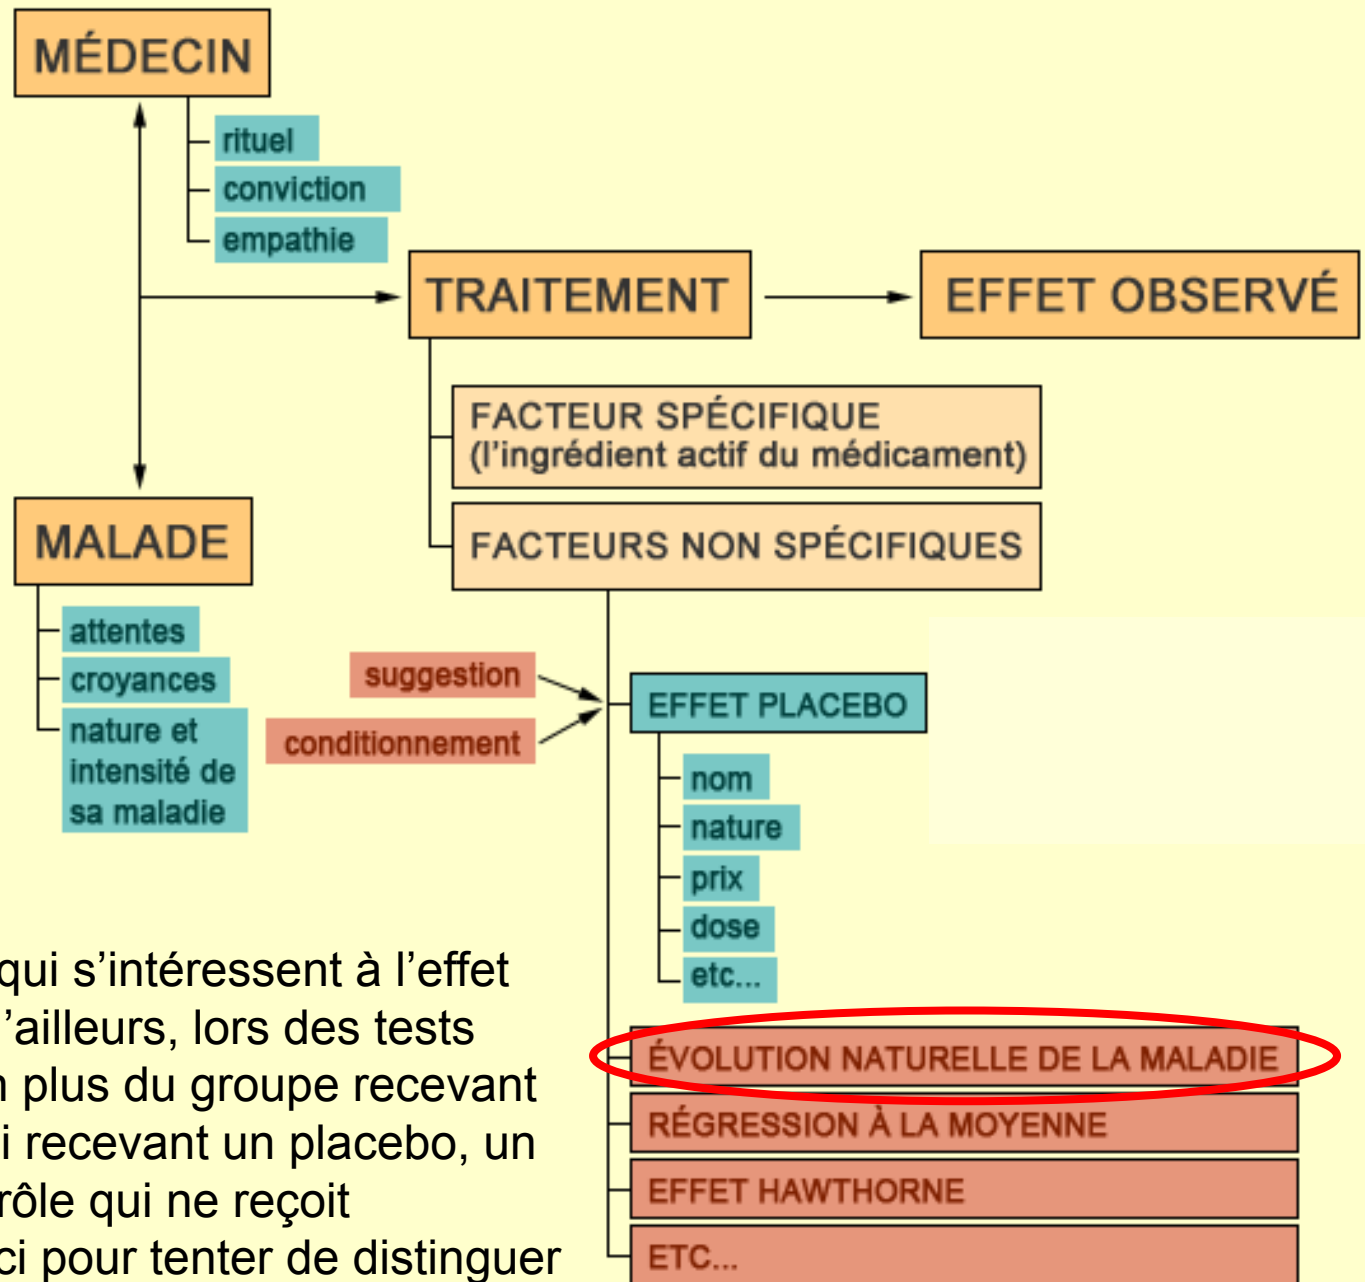 MÉDECIN
rituel
conviction
empathie
TRAITEMENT
EFFET OBSERVÉ
FACTEUR SPÉCIFIQUE
(l'ingrédient actif du médicament)
FACTEURS NON SPÉCIFIQUES
MALADE
attentes
croyances
nature et
intensité de
sa maladie
suggestion
conditionnement
EFFET PLACEBO
nom
nature
prix
dose
etc...
qui s’intéressent à l’effet
’ailleurs, lors des tests
plus du groupe recevant
recevant un placebo, un
qui ne reçoit
pour tenter de distinguer
ÉVOLUTION NATURELLE DE LA MALADIE
RÉGRESSION À LA MOYENNE
EFFET HAWTHORNE
ETC...